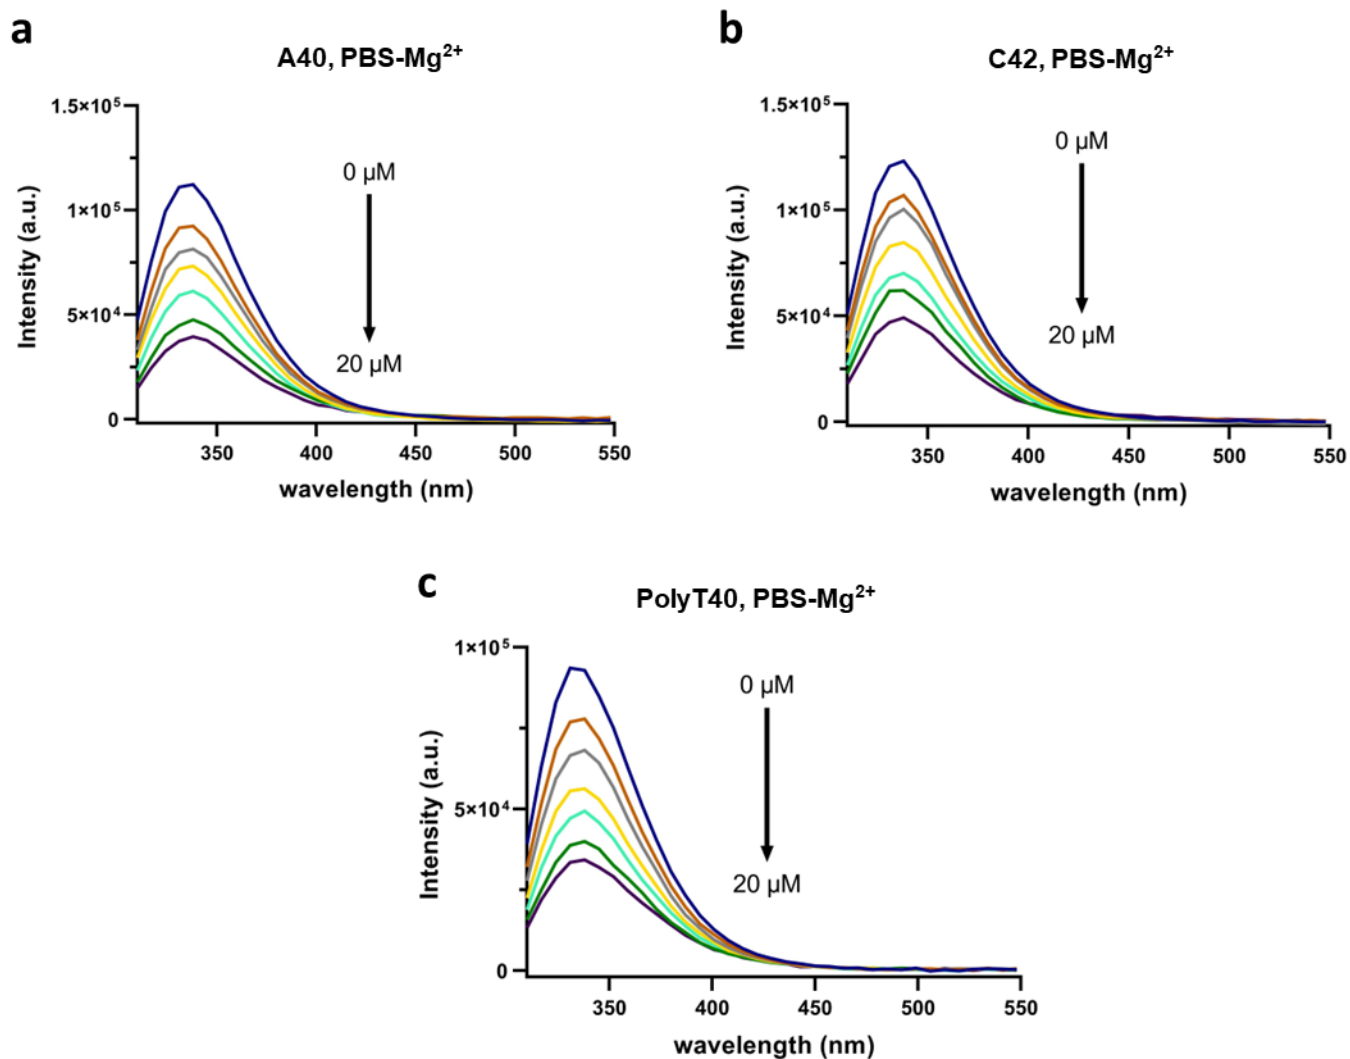 a
A40, PBS-Mg²⁺
1.5×10⁵
1×10⁵
5×10⁴
0
Intensity (a.u.)
0 µM
20 µM
350 400 450 500 550
wavelength (nm)
b
C42, PBS-Mg²⁺
1.5×10⁵
1×10⁵
5×10⁴
0
Intensity (a.u.)
0 µM
20 µM
350 400 450 500 550
wavelength (nm)
c
PolyT40, PBS-Mg²⁺
1×10⁵
5×10⁴
0
Intensity (a.u.)
0 µM
20 µM
350 400 450 500 550
wavelength (nm)